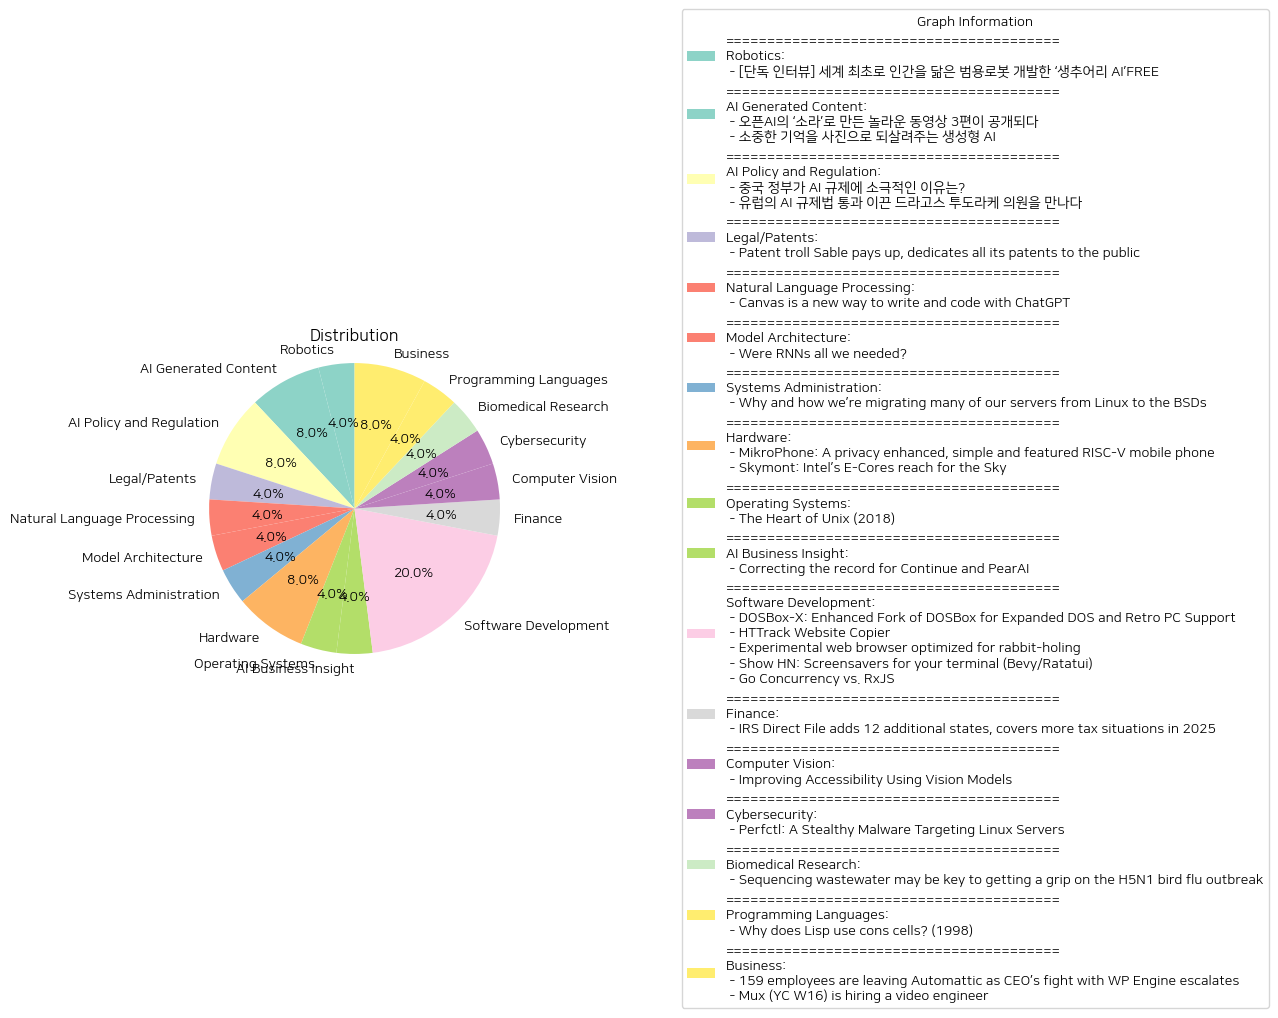 Distribution
Robotics
AI Generated Content
AI Policy and Regulation
Legal/Patents
Natural Language Processing
Model Architecture
Systems Administration
Hardware
Operating Systems
AI Business Insight
Software Development
Finance
Computer Vision
Cybersecurity
Biomedical Research
Programming Languages
Business
4.0%
8.0%
8.0%
4.0%
4.0%
4.0%
4.0%
8.0%
4.0%
4.0%
20.0%
4.0%
4.0%
4.0%
4.0%
4.0%
8.0%
Graph Information
========================================
Robotics:
- [단독 인터뷰] 세계 최초로 인간을 닮은 범용로봇 개발한 ‘생추어리 AI’FREE
========================================
AI Generated Content:
- 오픈AI의 ‘소라’로 만든 놀라운 동영상 3편이 공개되다
- 소중한 기억을 사진으로 되살려주는 생성형 AI
========================================
AI Policy and Regulation:
- 중국 정부가 AI 규제에 소극적인 이유는?
- 유럽의 AI 규제법 통과 이끈 드라고스 투도라케 의원을 만나다
========================================
Legal/Patents:
- Patent troll Sable pays up, dedicates all its patents to the public
========================================
Natural Language Processing:
- Canvas is a new way to write and code with ChatGPT
========================================
Model Architecture:
- Were RNNs all we needed?
========================================
Systems Administration:
- Why and how we’re migrating many of our servers from Linux to the BSDs
========================================
Hardware:
- MikroPhone: A privacy enhanced, simple and featured RISC-V mobile phone
- Skymont: Intel’s E-Cores reach for the Sky
========================================
Operating Systems:
- The Heart of Unix (2018)
========================================
AI Business Insight:
- Correcting the record for Continue and PearAI
========================================
Software Development:
- DOSBox-X: Enhanced Fork of DOSBox for Expanded DOS and Retro PC Support
- HTTrack Website Copier
- Experimental web browser optimized for rabbit-holing
- Show HN: Screensavers for your terminal (Bevy/Ratatui)
- Go Concurrency vs. RxJS
========================================
Finance:
- IRS Direct File adds 12 additional states, covers more tax situations in 2025
========================================
Computer Vision:
- Improving Accessibility Using Vision Models
========================================
Cybersecurity:
- Perfctl: A Stealthy Malware Targeting Linux Servers
========================================
Biomedical Research:
- Sequencing wastewater may be key to getting a grip on the H5N1 bird flu outbreak
========================================
Programming Languages:
- Why does Lisp use cons cells? (1998)
========================================
Business:
- 159 employees are leaving Automattic as CEO’s fight with WP Engine escalates
- Mux (YC W16) is hiring a video engineer